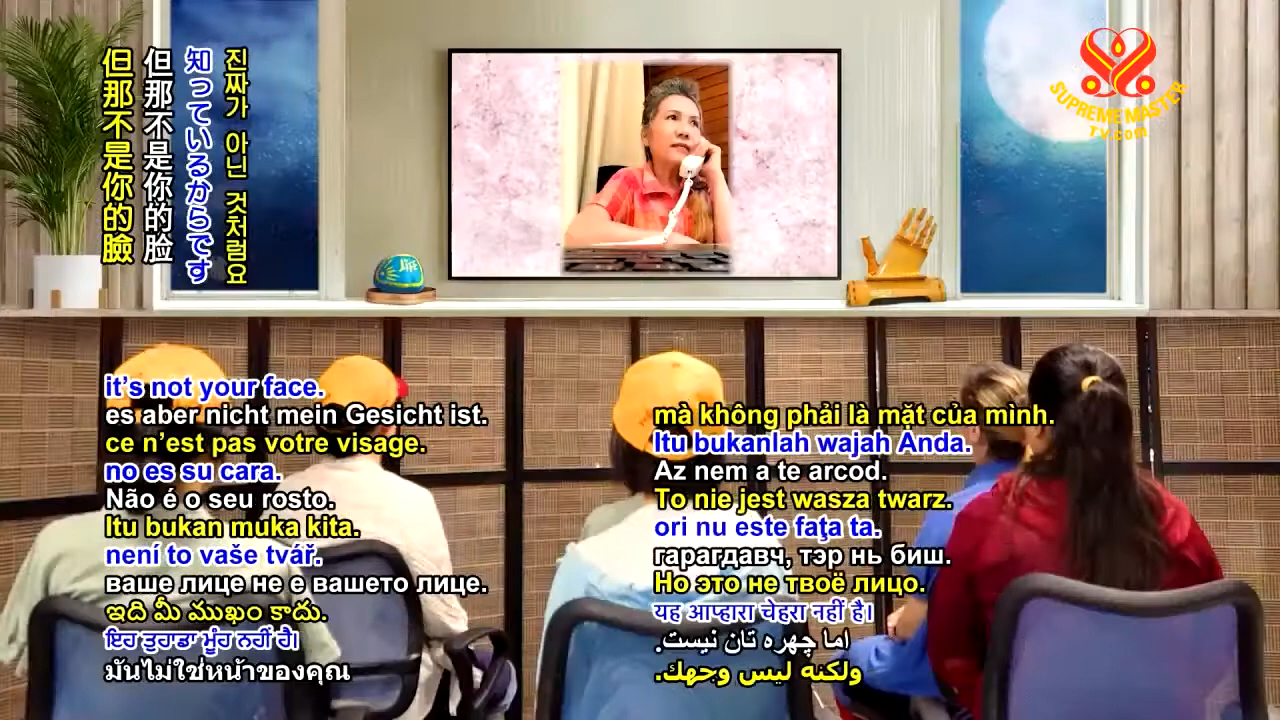 但那不是你的臉
但那不是你的脸
知っているからです
진짜가 아닌 것처럼요
SUPREME MASTER
TV.com
it's not your face.
es aber nicht mein Gesicht ist.
ce n'est pas votre visage.
no es su cara.
Não é o seu rosto.
Itu bukan muka kita.
není to vaše tvář.
ваше лице не е вашето лице.
ఇది మీ ముఖం కాదు.
ਇਹ ਤੁਹਾਡਾ ਮੂੰਹ ਨਹੀਂ ਹੈ।
มันไม่ใช่หน้าของคุณ
mà không phải là mặt của mình.
Itu bukanlah wajah Anda.
Az nem a te arcod.
To nie jest wasza twarz.
ori nu este faţa ta.
гарагдавч, тэр нь биш.
Но это не твоё лицо.
यह आप्हारा चेहरा नहीं है।
اما چهره تان نیست.
ولكنه ليس وجهك.